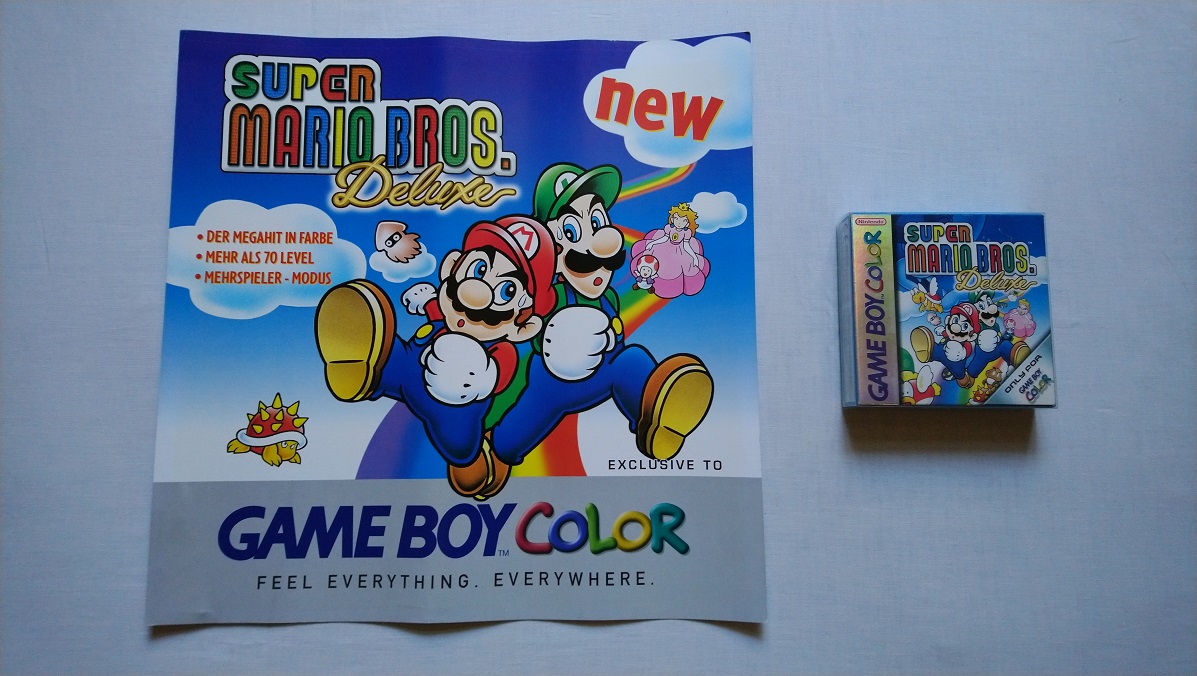 SUPER
MARIO BROS.
Deluxe
new
• DER MEGAHIT IN FARBE
• MEHR ALS 70 LEVEL
• MEHRSPIELER - MODUS
M
L
EXCLUSIVE TO
GAME BOY COLOR
TM
FEEL EVERYTHING. EVERYWHERE.
Nintendo
GAME BOY COLOR
SUPER
MARIO BROS.
Deluxe
ONLY FOR
GAME BOY
COLOR